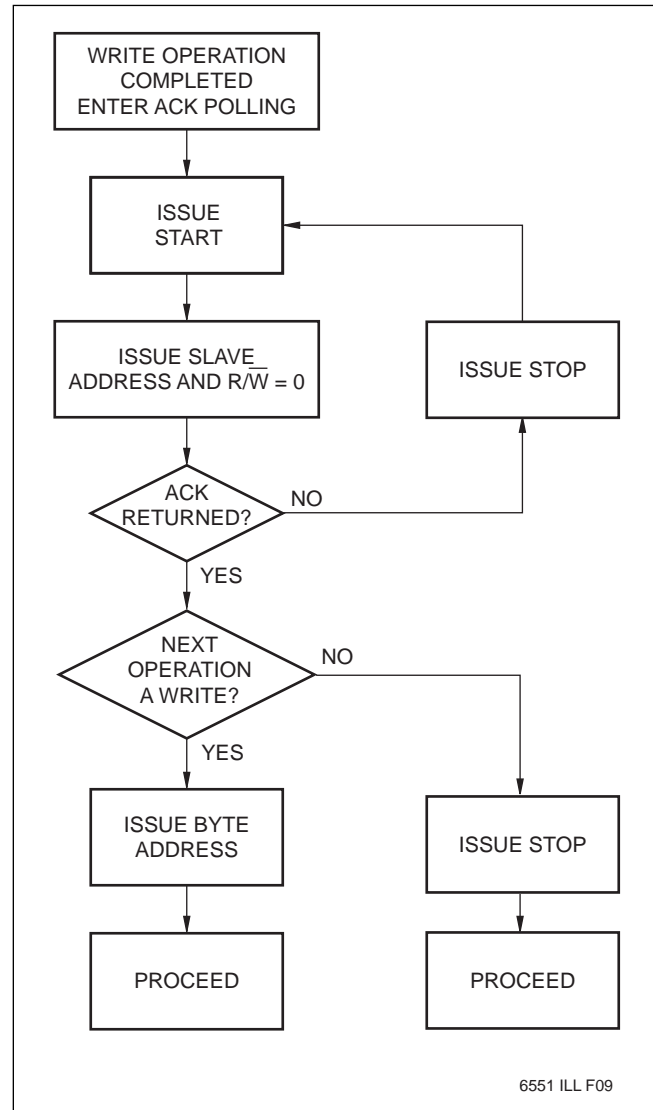 WRITE OPERATION
COMPLETED
ENTER ACK POLLING
ISSUE
START
ISSUE SLAVE
ADDRESS AND R/W̅ = 0
ISSUE STOP
ACK
RETURNED?
NO
YES
NEXT
OPERATION
A WRITE?
NO
YES
ISSUE BYTE
ADDRESS
ISSUE STOP
PROCEED
PROCEED
6551 ILL F09